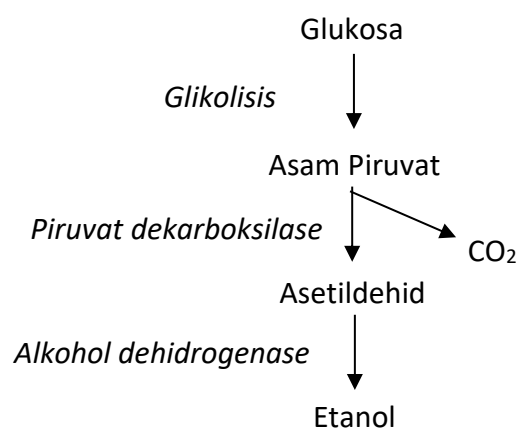 Glukosa
Glikolisis
Asam Piruvat
Piruvat dekarboksilase
CO₂
Asetildehid
Alkohol dehidrogenase
Etanol